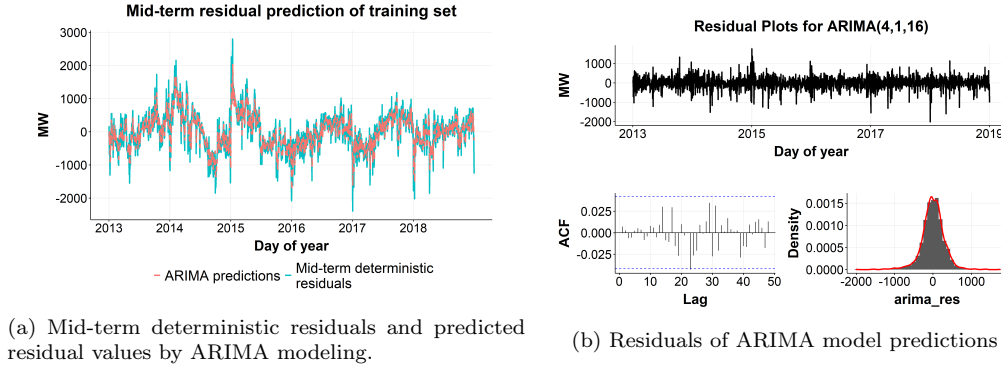 Mid-term residual prediction of training set
3000
2000
1000
0
-1000
-2000
MW
2013 2014 2015 2016 2017 2018
Day of year
ARIMA predictions
Mid-term deterministic
residuals
(a) Mid-term deterministic residuals and predicted
residual values by ARIMA modeling.
Residual Plots for ARIMA(4,1,16)
1000
0
-1000
-2000
MW
2013 2015 2017 2019
Day of year
0.025
0.000
-0.025
ACF
0 10 20 30 40 50
Lag
0.0015
0.0010
0.0005
0.0000
Density
-2000 -1000 0 1000
arima_res
(b) Residuals of ARIMA model predictions